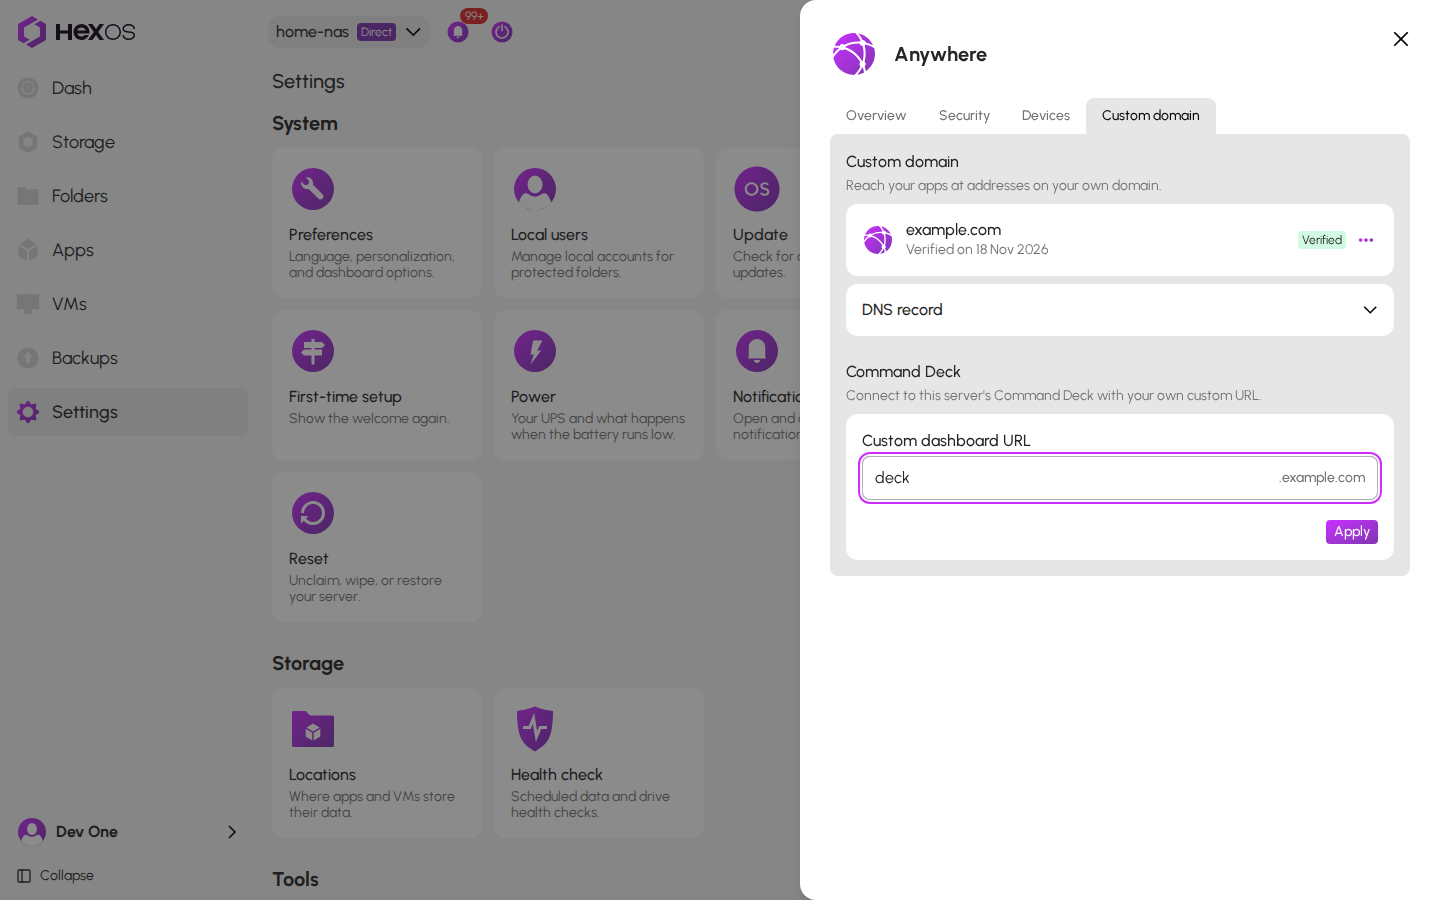 HEXOS
home-nas Direct
99+
Dash
Storage
Folders
Apps
VMs
Backups
Settings
Dev One
Collapse
Settings
System
Preferences
Language, personalization,
and dashboard options.
Local users
Manage local accounts for
protected folders.
OS
Update
Check for
updates.
First-time setup
Show the welcome again.
Power
Your UPS and what happens
when the battery runs low.
Open and
Reset
Unclaim, wipe, or restore
your server.
Storage
Locations
Where apps and VMs store
their data.
Health check
Scheduled data and drive
health checks.
Tools
Anywhere
Overview
Security
Devices
Custom domain
Custom domain
Reach your apps at addresses on your own domain.
example.com
Verified on 18 Nov 2026
Verified
DNS record
Command Deck
Connect to this server's Command Deck with your own custom URL.
Custom dashboard URL
deck .example.com
Apply